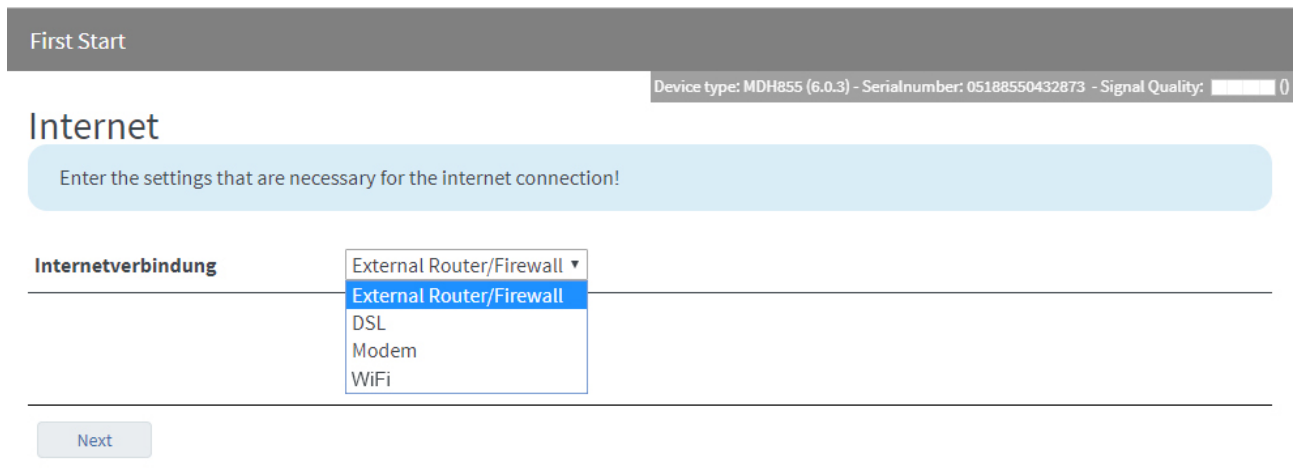 First Start
Device type: MDH855 (6.0.3) - Serialnumber: 05188550432873 - Signal Quality: ()
Internet
Enter the settings that are necessary for the internet connection!
Internetverbindung
External Router/Firewall
External Router/Firewall
DSL
Modem
WiFi
Next